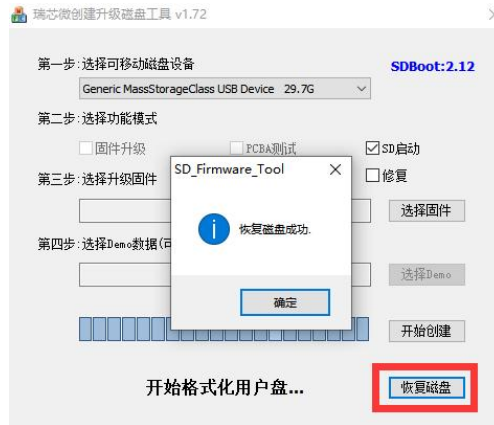 瑞芯微创建升级磁盘工具 v1.72
第一步:选择可移动磁盘设备
SDBoot:2.12
Generic MassStorageClass USB Device 29.7G
第二步:选择功能模式
固件升级
PCBA测试
SD启动
SD_Firmware_Tool
第三步:选择升级固件
修复
选择固件
恢复磁盘成功.
第四步:选择Demo数据(可
选择Demo
确定
开始创建
开始格式化用户盘...
恢复磁盘